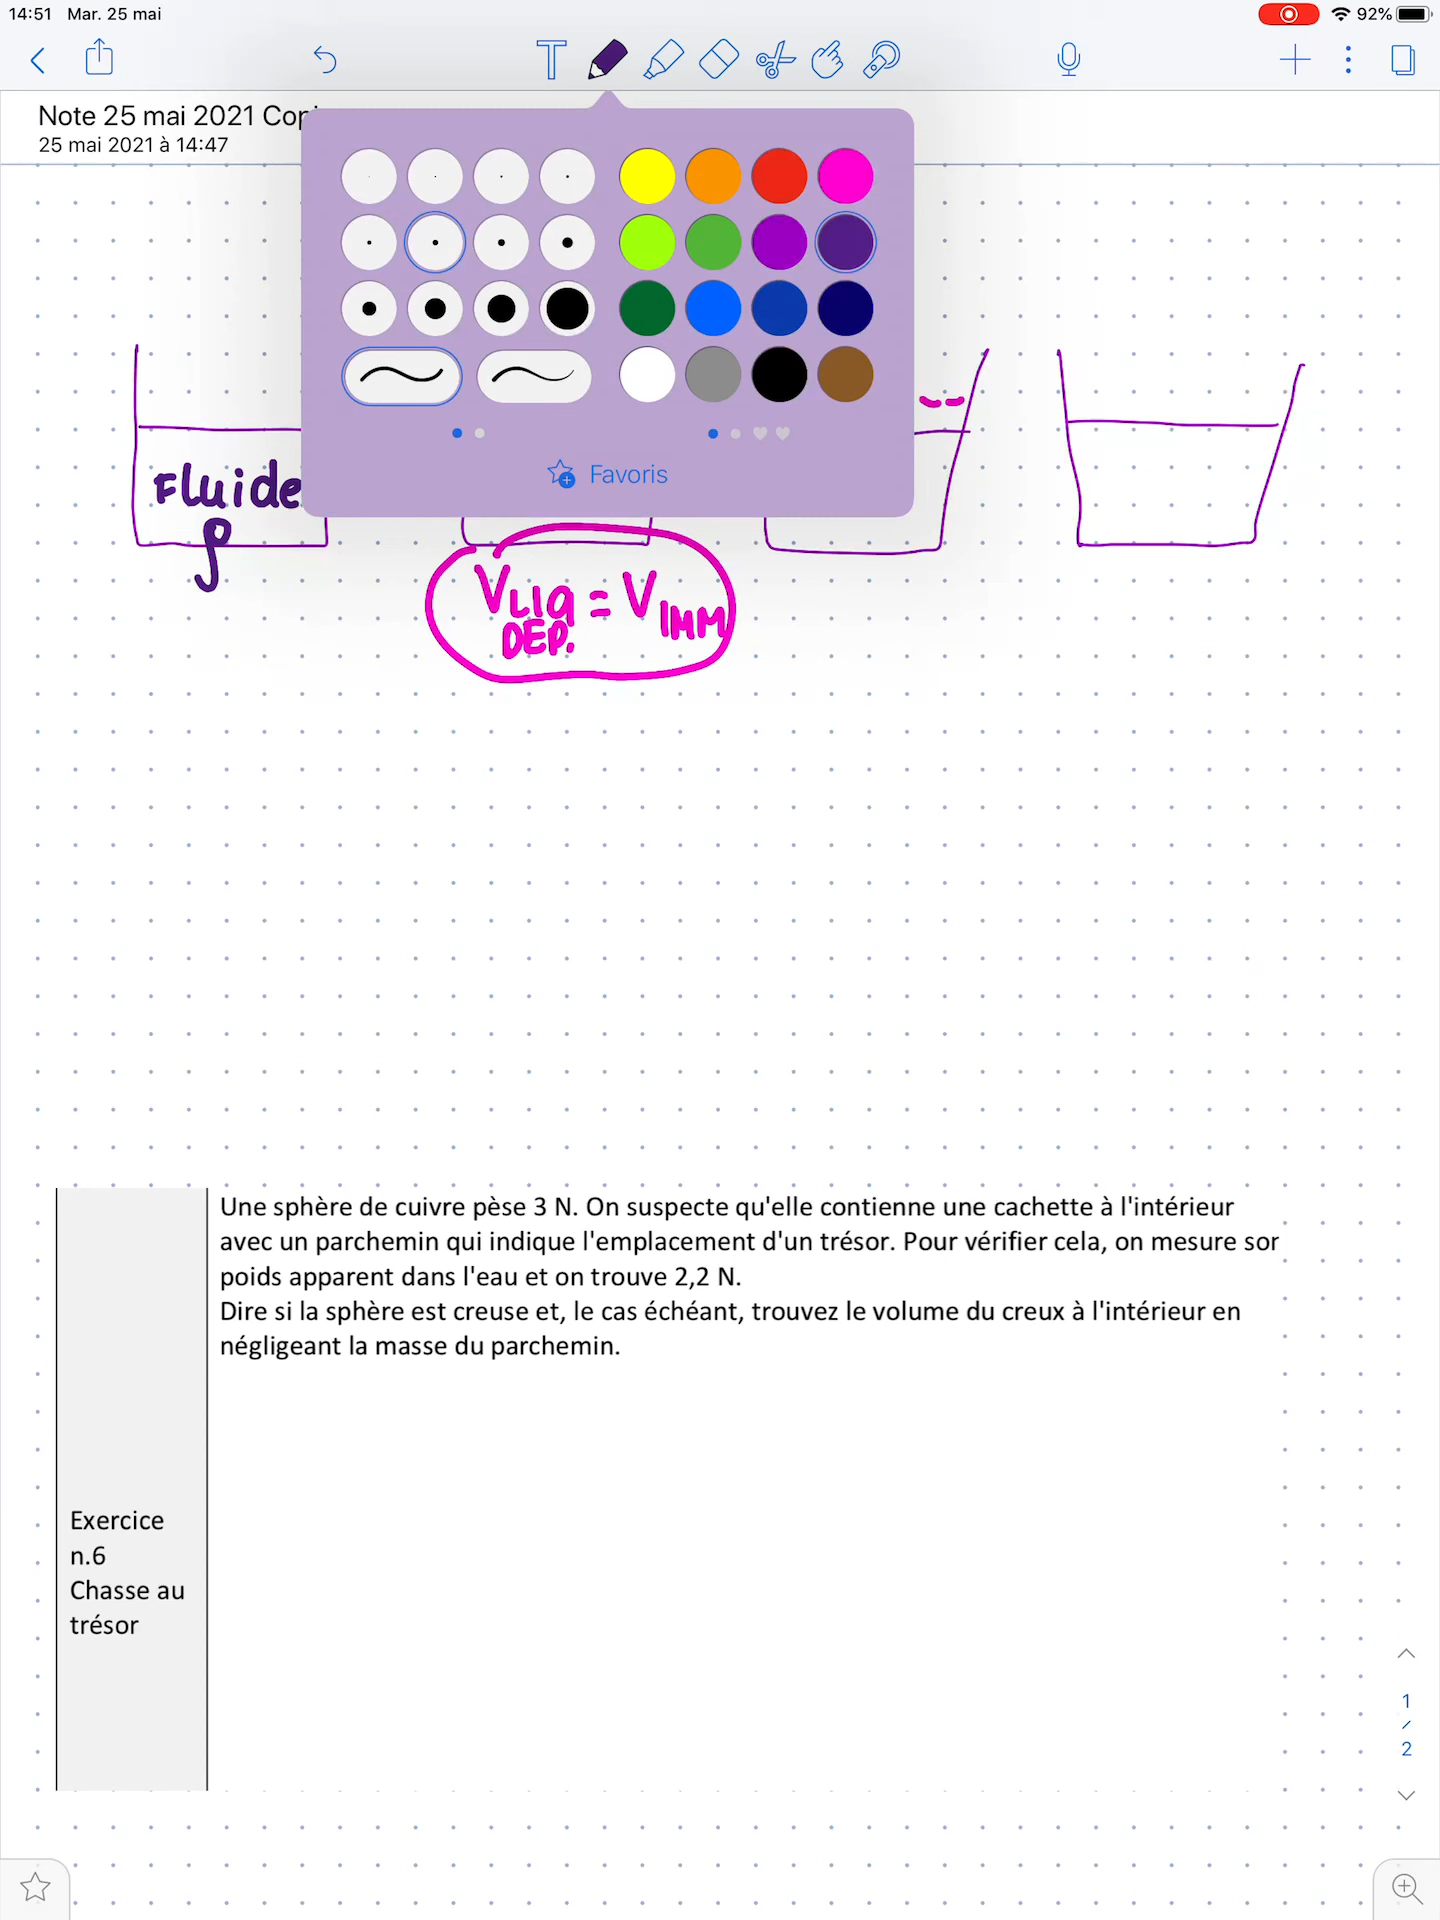 14:51 Mar. 25 mai 92%
Note 25 mai 2021
25 mai 2021 à 14:47
Favoris
Fluide
ρ
V LIQ DEP. = V IMM
Une sphère de cuivre pèse 3 N. On suspecte qu'elle contienne une cachette à l'intérieur
avec un parchemin qui indique l'emplacement d'un trésor. Pour vérifier cela, on mesure sor
poids apparent dans l'eau et on trouve 2,2 N.
Dire si la sphère est creuse et, le cas échéant, trouvez le volume du creux à l'intérieur en
négligeant la masse du parchemin.
Exercice
n.6
Chasse au
trésor
1
/
2